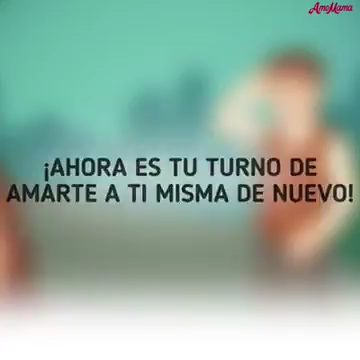 AmoMama
¡AHORA ES TU TURNO DE
AMARTE A TI MISMA DE NUEVO!